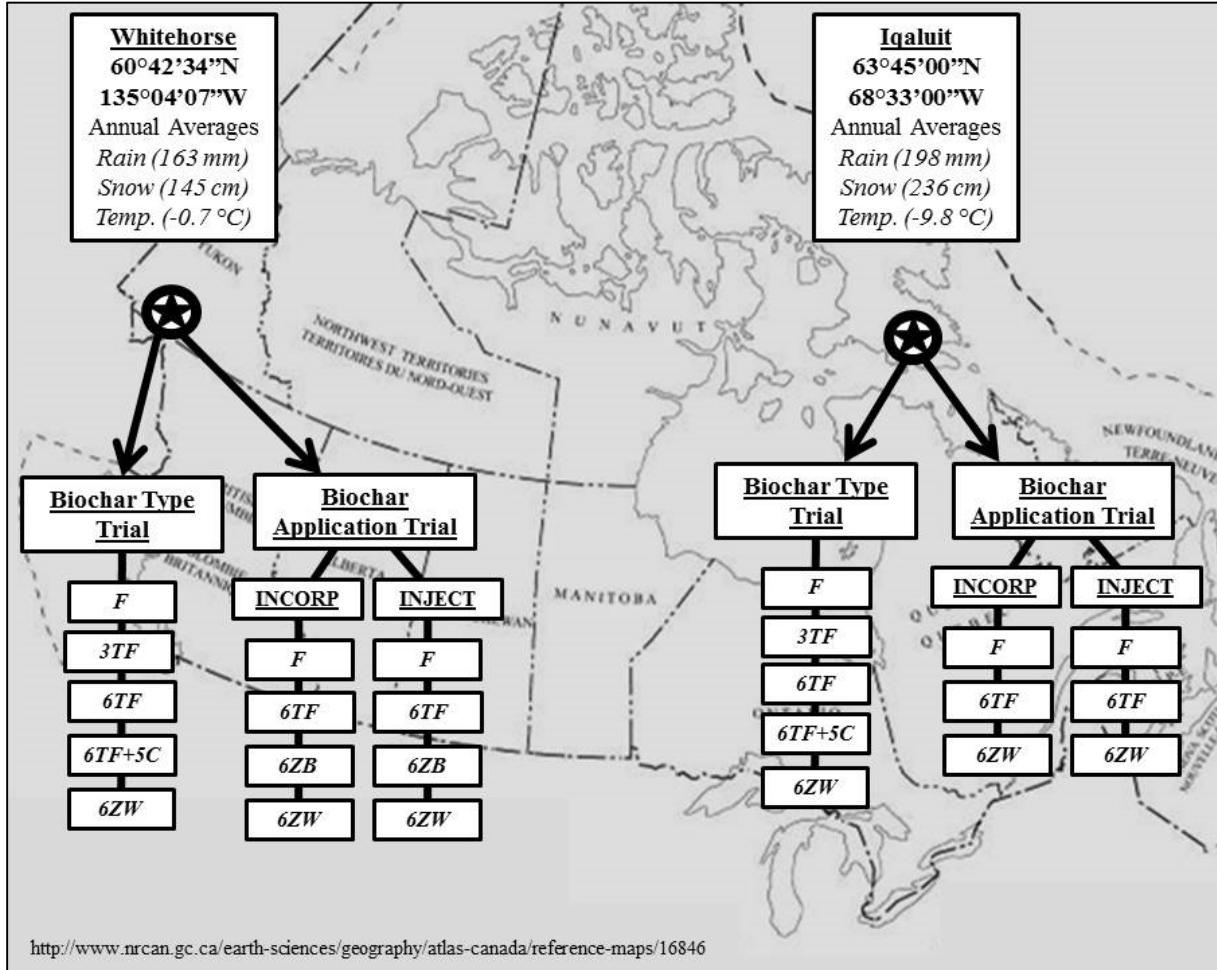 Whitehorse
60°42’34”N
135°04’07”W
Annual Averages
Rain (163 mm)
Snow (145 cm)
Temp. (-0.7 °C)
Iqaluit
63°45’00”N
68°33’00”W
Annual Averages
Rain (198 mm)
Snow (236 cm)
Temp. (-9.8 °C)
YUKON
NORTHWEST TERRITORIES
TERRITOIRES DU NORD-OUEST
NUNAVUT
MANITOBA
NEWFOUNDLAND
TERRE-NEUVE
Biochar Type
Trial
F
3TF
6TF
6TF+5C
6ZW
Biochar
Application Trial
INCORP
F
6TF
6ZB
6ZW
INJECT
F
6TF
6ZB
6ZW
Biochar Type
Trial
F
3TF
6TF
6TF+5C
6ZW
Biochar
Application Trial
INCORP
F
6TF
6ZW
INJECT
F
6TF
6ZW
http://www.nrcan.gc.ca/earth-sciences/geography/atlas-canada/reference-maps/16846